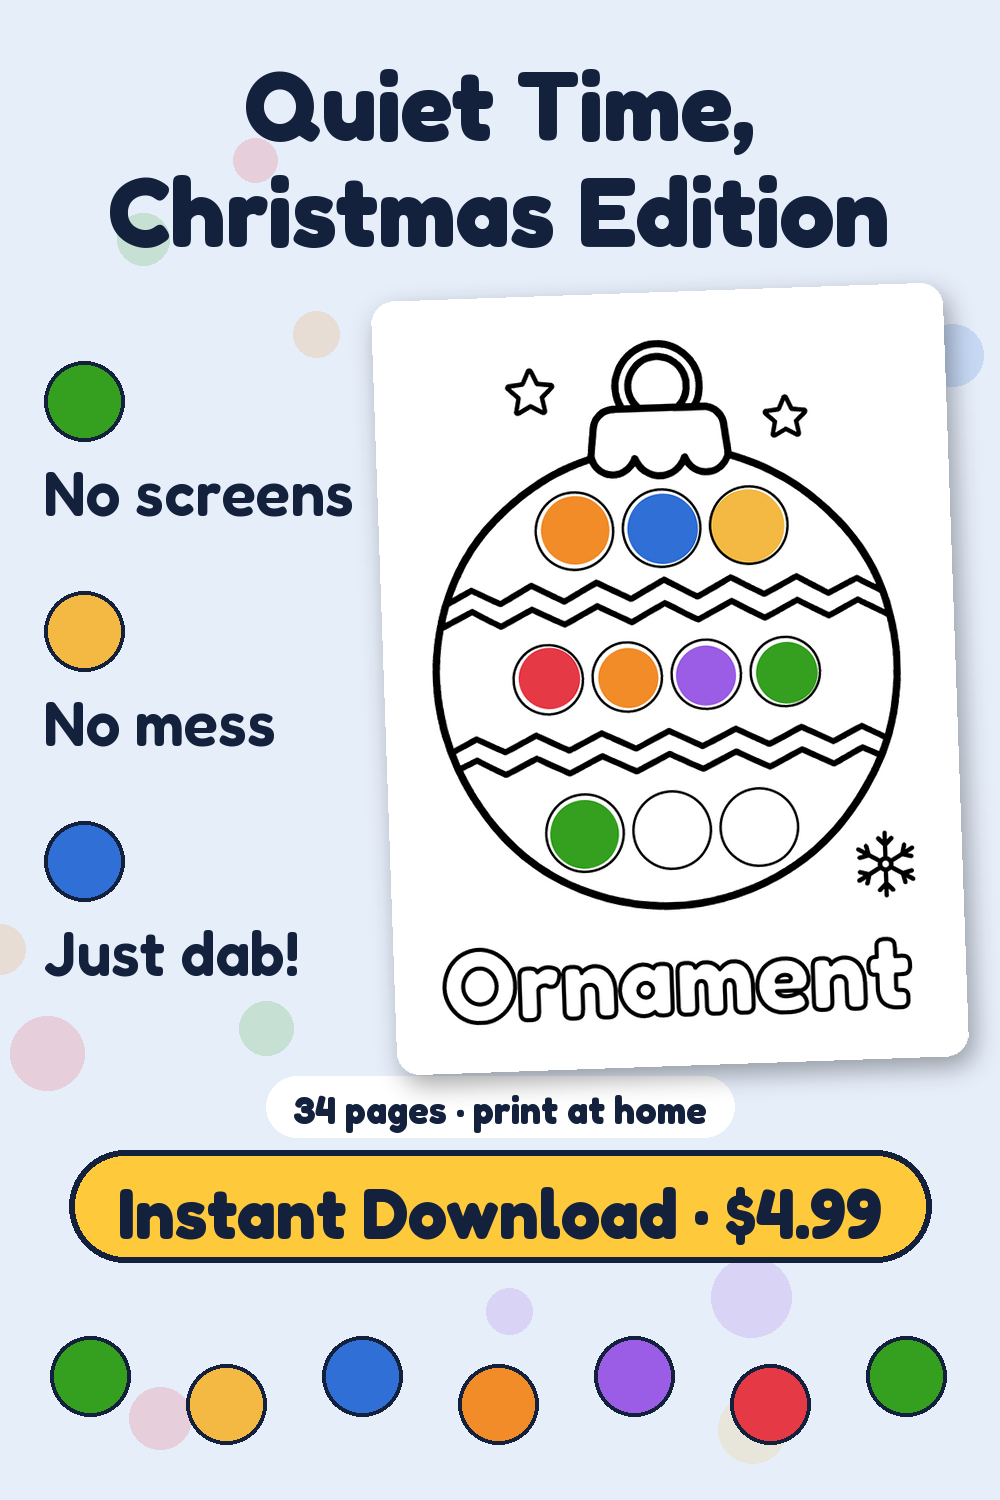 Quiet Time,
Christmas Edition
No screens
No mess
Just dab!
Ornament
34 pages · print at home
Instant Download · $4.99